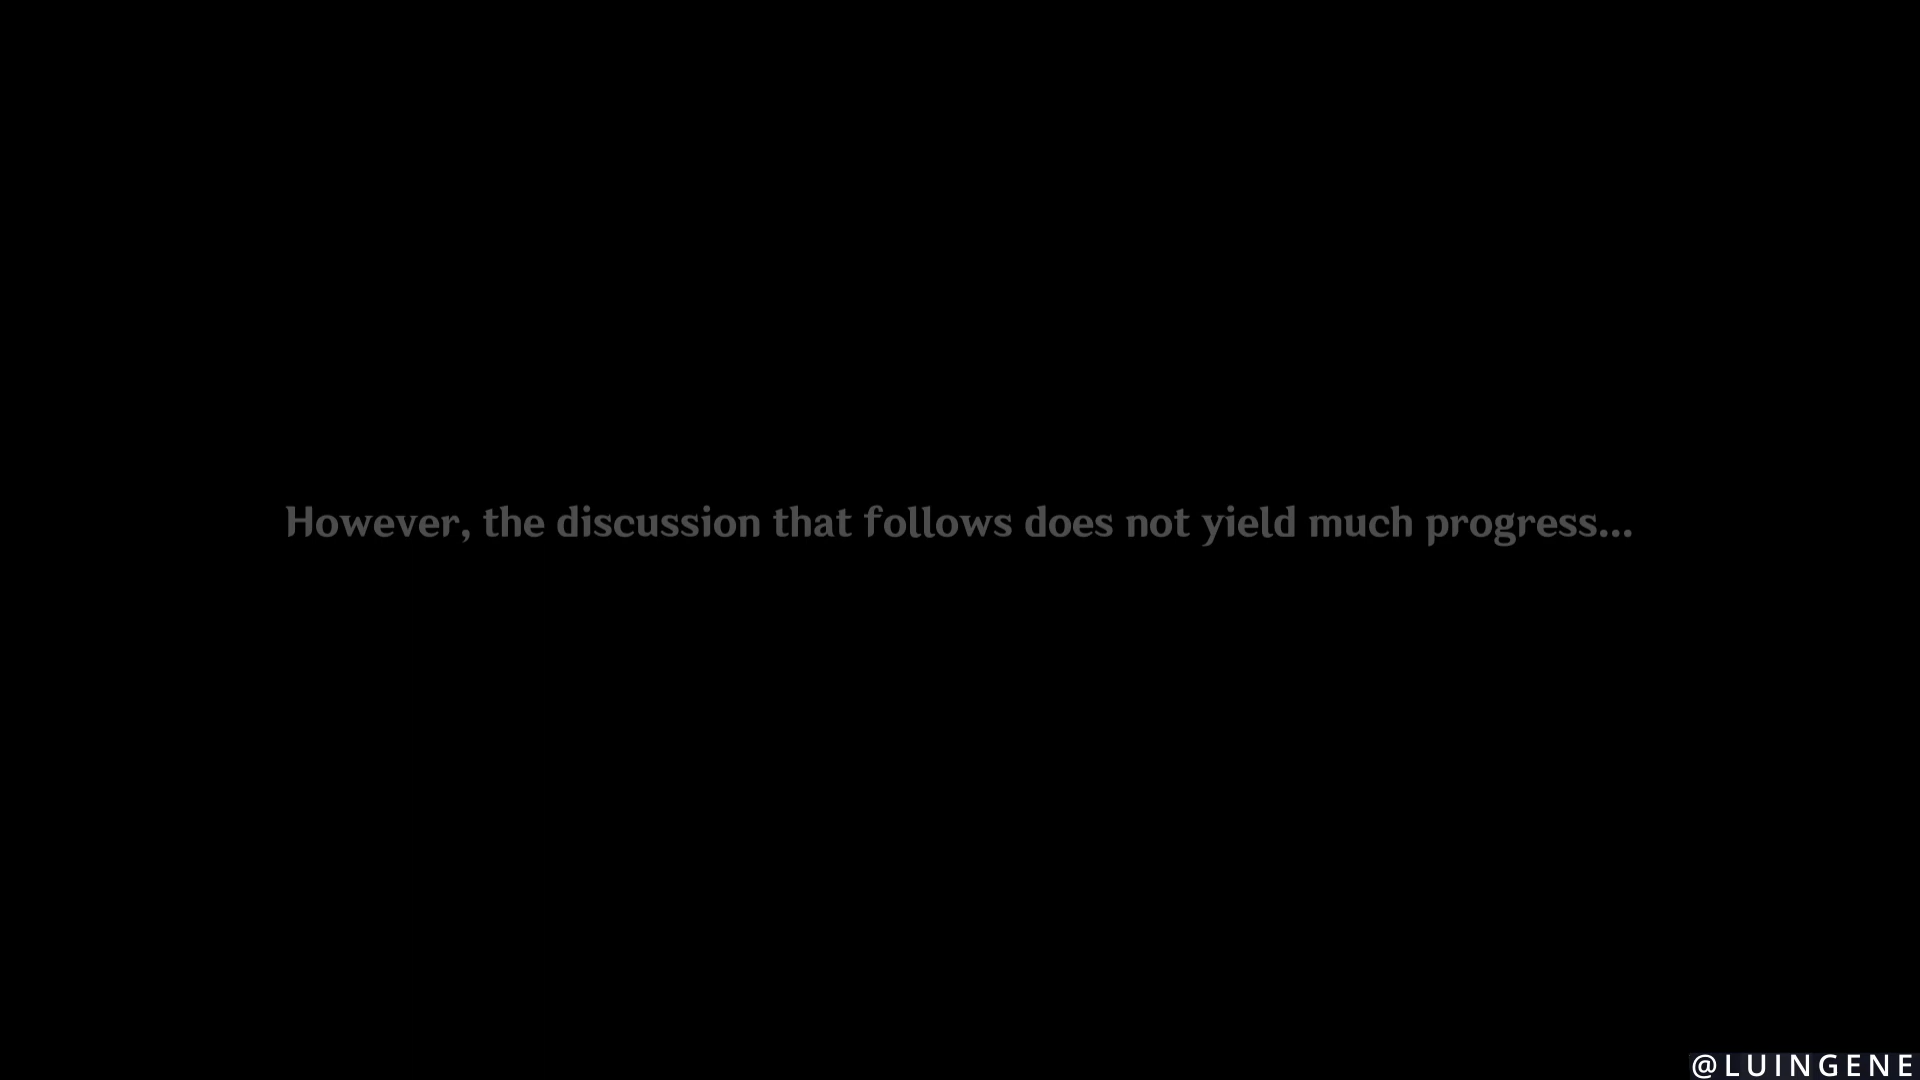 However, the discussion that follows does not yield much progress...
@LUINGENE